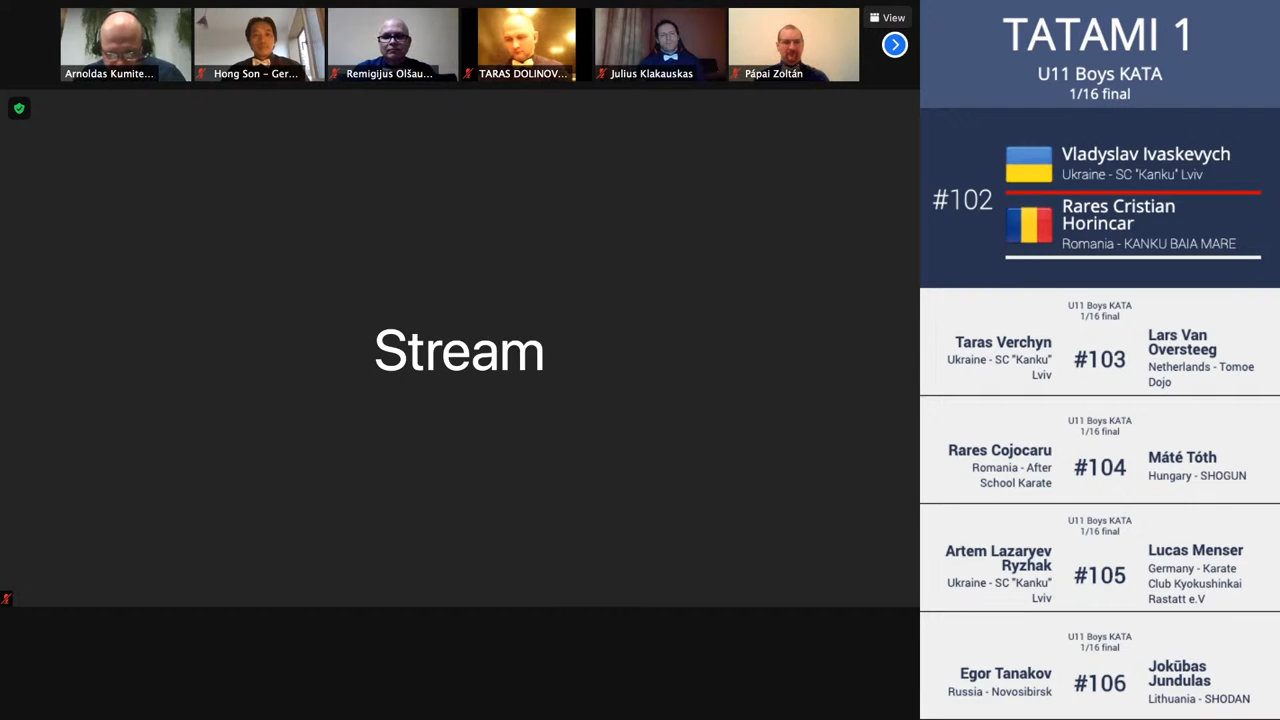 Arnoldas Kumite...
Hong Son – Ger...
Remigijus Olšau...
TARAS DOLINOV...
Julius Klakauskas
Pápai Zoltán
View
Stream
TATAMI 1
U11 Boys KATA
1/16 final
#102
Vladyslav Ivaskevych
Ukraine - SC "Kanku" Lviv
Rares Cristian
Horincar
Romania - KANKU BAIA MARE
U11 Boys KATA
1/16 final
Taras Verchyn
Ukraine - SC "Kanku"
Lviv
#103
Lars Van
Oversteeg
Netherlands - Tomoe
Dojo
U11 Boys KATA
1/16 final
Rares Cojocaru
Romania - After
School Karate
#104
Máté Tóth
Hungary - SHOGUN
U11 Boys KATA
1/16 final
Artem Lazaryev
Ryzhak
Ukraine - SC "Kanku"
Lviv
#105
Lucas Menser
Germany - Karate
Club Kyokushinkai
Rastatt e.V
U11 Boys KATA
1/16 final
Egor Tanakov
Russia - Novosibirsk
#106
Jokūbas
Jundulas
Lithuania - SHODAN